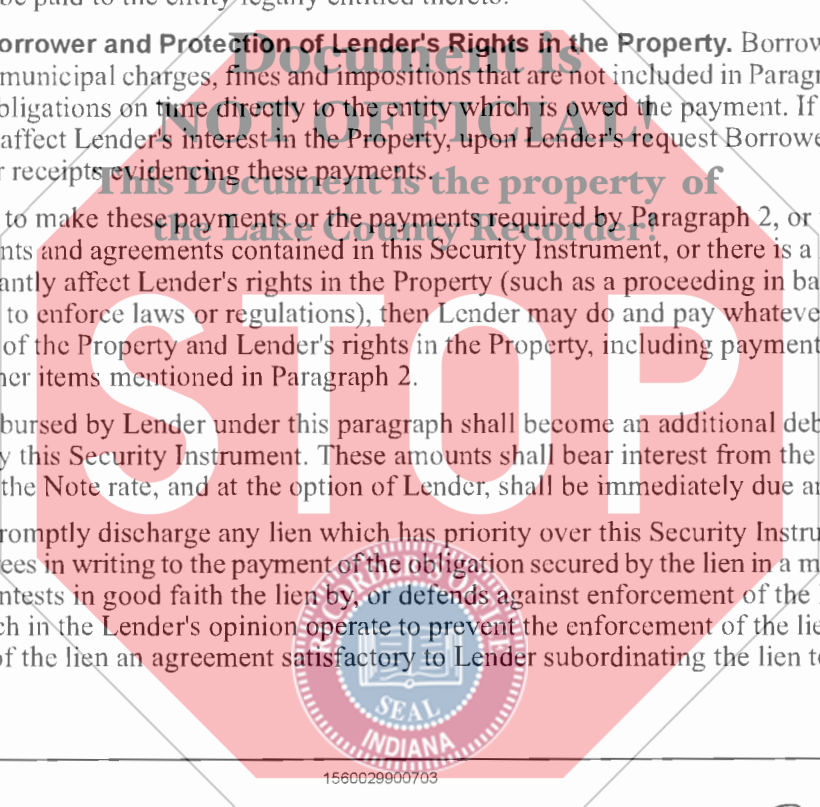 be paid to the entity legally entitled thereto.
orrower and Protection of Lender's Rights in the Property. Borrow
municipal charges, fines and impositions that are not included in Paragr
bligations on time directly to the entity which is owed the payment. If
affect Lender's interest in the Property, upon Lender's request Borrowe
r receipts evidencing these payments.
to make these payments or the payments required by Paragraph 2, or
nts and agreements contained in this Security Instrument, or there is a
antly affect Lender's rights in the Property (such as a proceeding in ba
to enforce laws or regulations), then Lender may do and pay whateve
of the Property and Lender's rights in the Property, including payment
her items mentioned in Paragraph 2.
bursed by Lender under this paragraph shall become an additional deb
y this Security Instrument. These amounts shall bear interest from the
the Note rate, and at the option of Lender, shall be immediately due an
romptly discharge any lien which has priority over this Security Instru
ees in writing to the payment of the obligation secured by the lien in a m
ntests in good faith the lien by, or defends against enforcement of the
ch in the Lender's opinion operate to prevent the enforcement of the lie
of the lien an agreement satisfactory to Lender subordinating the lien to
1560029900703
Document is
NOT OFFICIAL!
This Document is the property of
the Lake County Recorder!
STOP
RECORDER'S OFFICE
SEAL
INDIANA